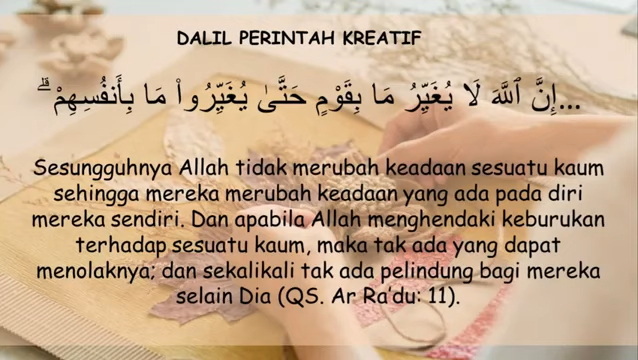 DALIL PERINTAH KREATIF
...إِنَّ ٱللَّهَ لَا يُغَيِّرُ مَا بِقَوْمٍ حَتَّىٰ يُغَيِّرُوا۟ مَا بِأَنفُسِهِمْ ۗ
Sesungguhnya Allah tidak merubah keadaan sesuatu kaum
sehingga mereka merubah keadaan yang ada pada diri
mereka sendiri. Dan apabila Allah menghendaki keburukan
terhadap sesuatu kaum, maka tak ada yang dapat
menolaknya; dan sekalikali tak ada pelindung bagi mereka
selain Dia (QS. Ar Ra’du: 11).